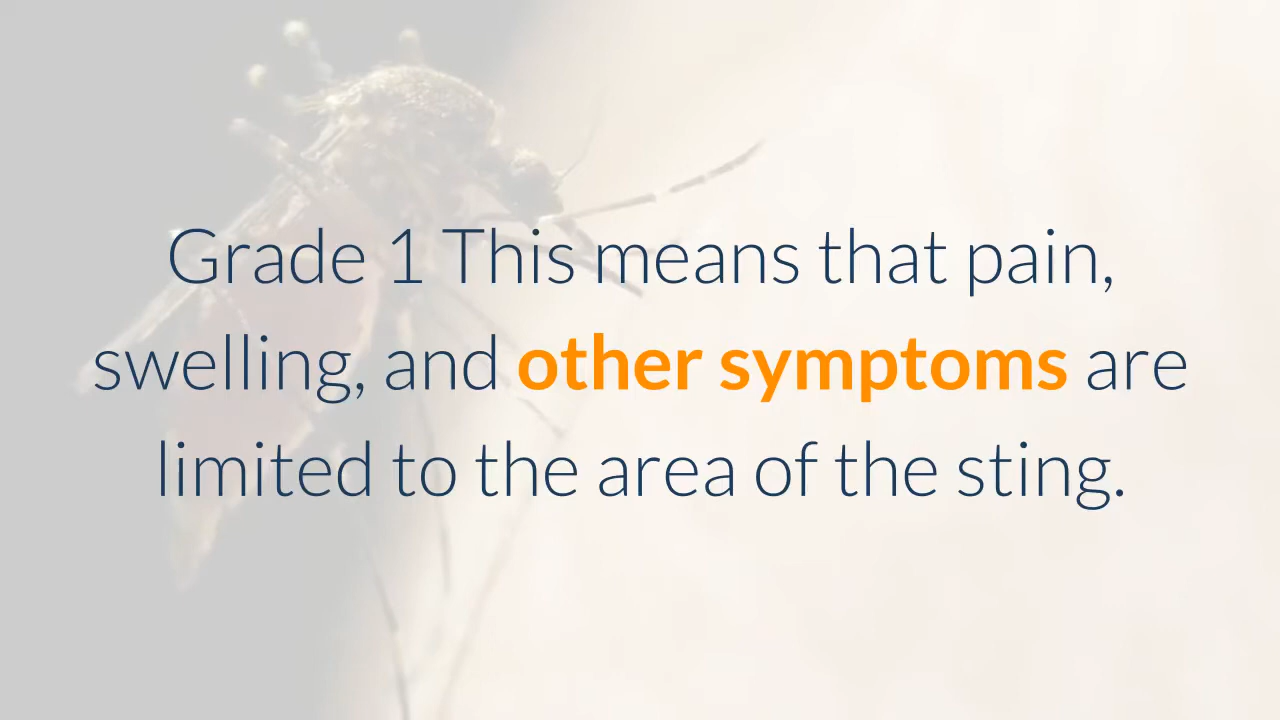 Grade 1 This means that pain,
swelling, and other symptoms are
limited to the area of the sting.